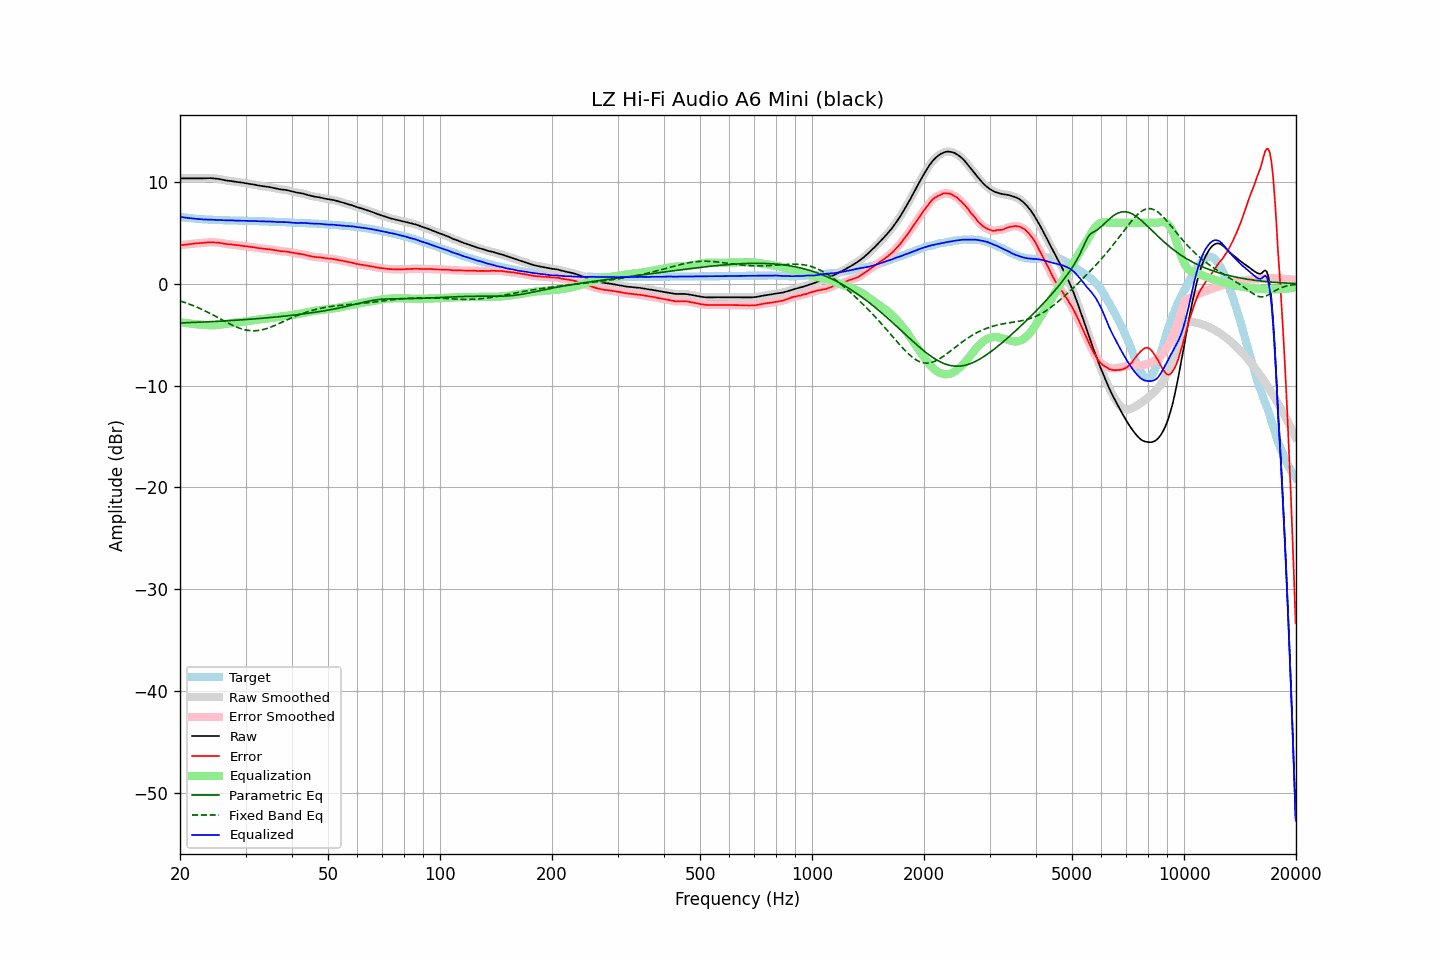 LZ Hi-Fi Audio A6 Mini (black)
Amplitude (dBr)
10
0
−10
−20
−30
−40
−50
Target
Raw Smoothed
Error Smoothed
Raw
Error
Equalization
Parametric Eq
Fixed Band Eq
Equalized
20 50 100 200 500 1000 2000 5000 10000 20000
Frequency (Hz)